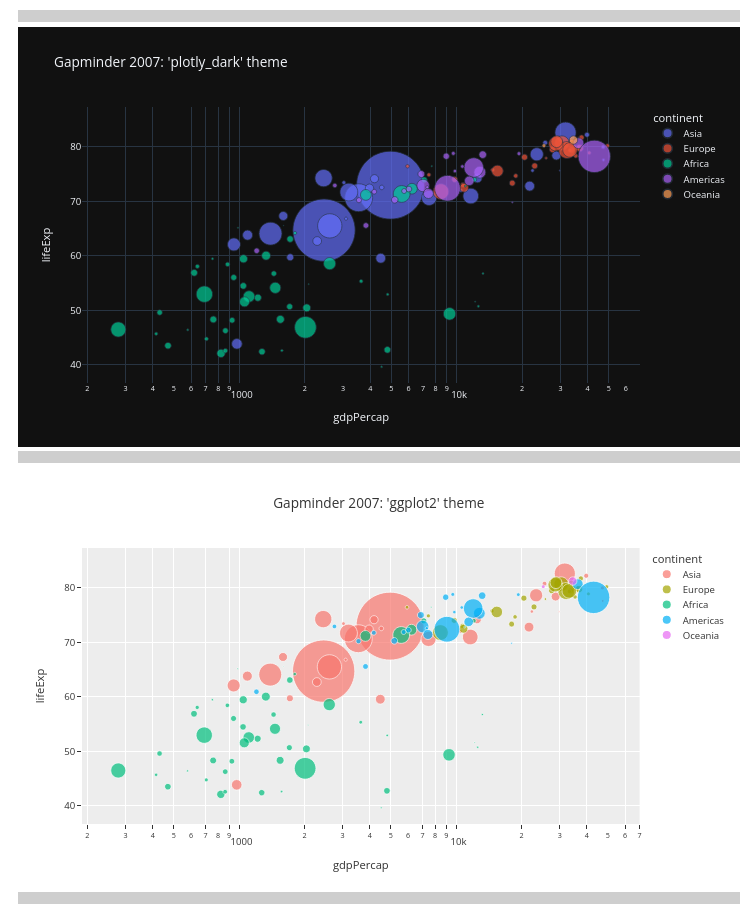 Gapminder 2007: 'plotly_dark' theme
continent
Asia
Europe
Africa
Americas
Oceania
80
70
60
50
40
lifeExp
2 3 4 5 6 7 8 9 1000 2 3 4 5 6 7 8 9 10k 2 3 4 5 6
gdpPercap
Gapminder 2007: 'ggplot2' theme
continent
Asia
Europe
Africa
Americas
Oceania
80
70
60
50
40
lifeExp
2 3 4 5 6 7 8 9 1000 2 3 4 5 6 7 8 9 10k 2 3 4 5 6 7
gdpPercap